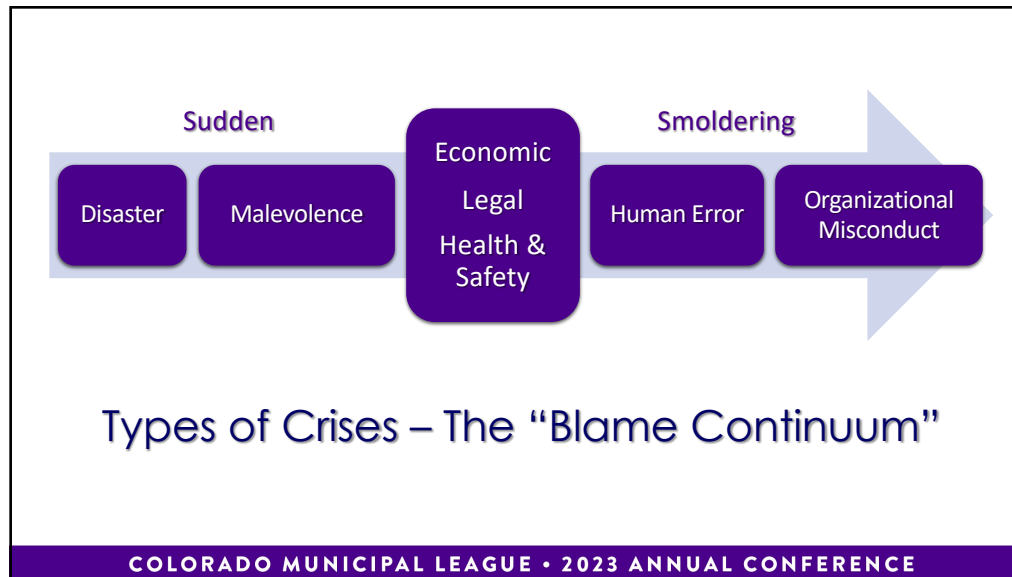 Sudden
Smoldering
Disaster
Malevolence
Economic
Legal
Health &
Safety
Human Error
Organizational
Misconduct
Types of Crises – The “Blame Continuum”
COLORADO MUNICIPAL LEAGUE • 2023 ANNUAL CONFERENCE